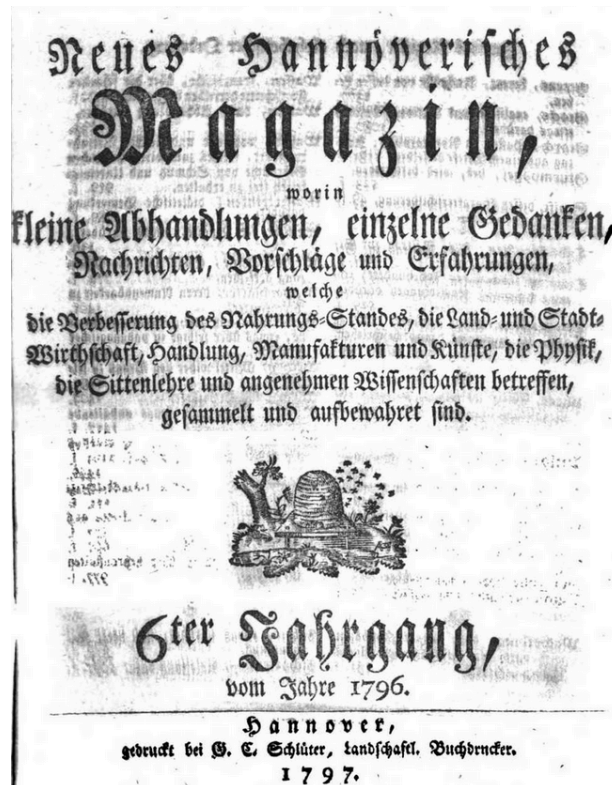 Neues Hannöverisches
Magazin,
worin
kleine Abhandlungen, einzelne Gedanken,
Nachrichten, Vorschläge und Erfahrungen,
welche
die Verbesserung des Nahrungs-Standes, die Land- und Stadt-
Wirthschaft, Handlung, Manufakturen und Künste, die Physik,
die Sittenlehre und angenehmen Wissenschaften betreffen,
gesammelt und aufbewahret sind.
6ter Jahrgang,
vom Jahre 1796.
Hannover,
gedruckt bei G. C. Schlüter, Landschaftl. Buchdrucker.
1797.